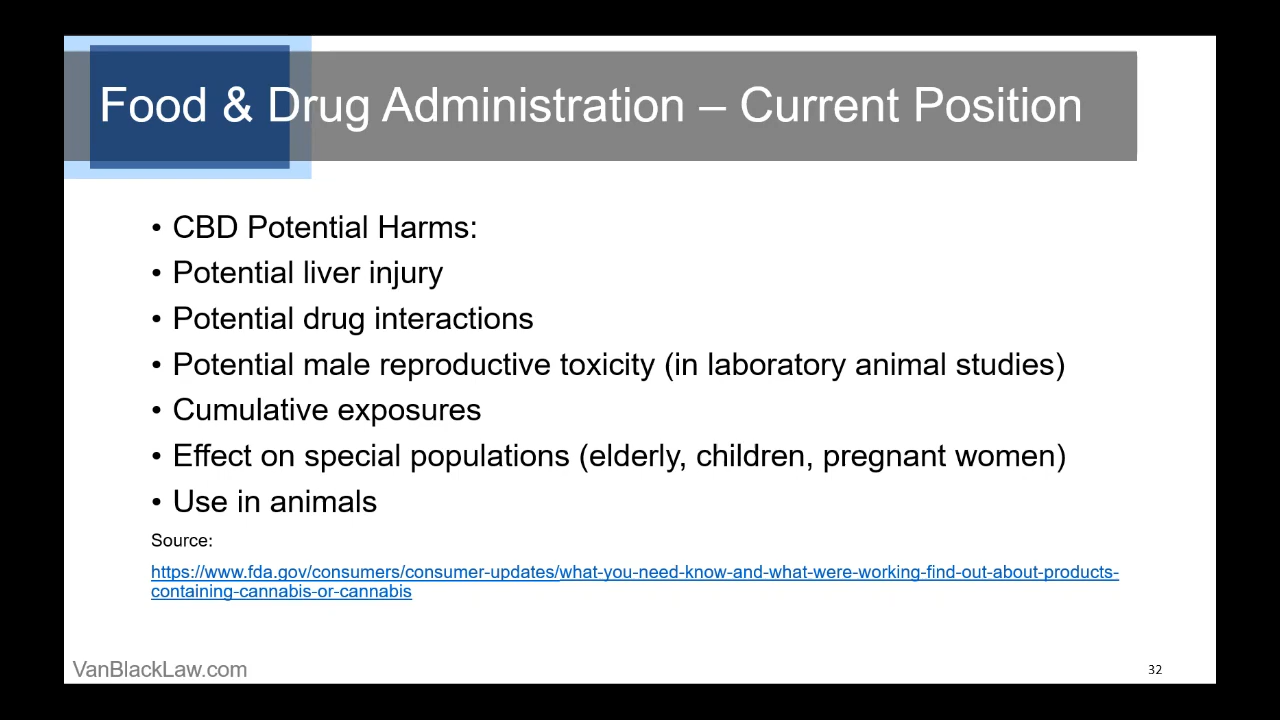 Food & Drug Administration – Current Position
• CBD Potential Harms:
• Potential liver injury
• Potential drug interactions
• Potential male reproductive toxicity (in laboratory animal studies)
• Cumulative exposures
• Effect on special populations (elderly, children, pregnant women)
• Use in animals
Source:
https://www.fda.gov/consumers/consumer-updates/what-you-need-know-and-what-were-working-find-out-about-products-
containing-cannabis-or-cannabis
VanBlackLaw.com
32